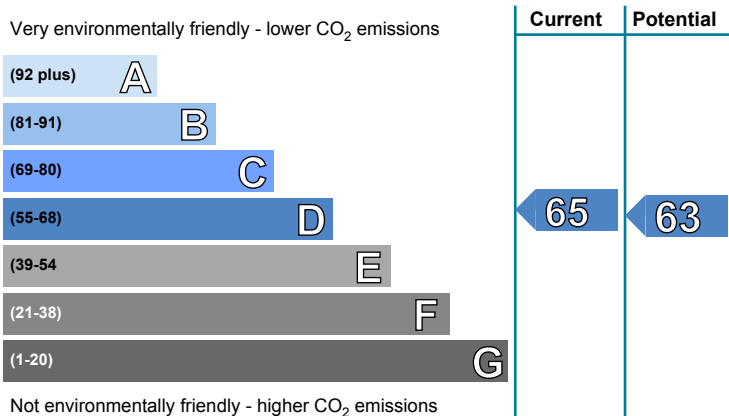 Very environmentally friendly - lower CO2 emissions
Current
Potential
(92 plus) A
(81-91) B
(69-80) C
(55-68) D
65
63
(39-54 E
(21-38) F
(1-20) G
Not environmentally friendly - higher CO2 emissions